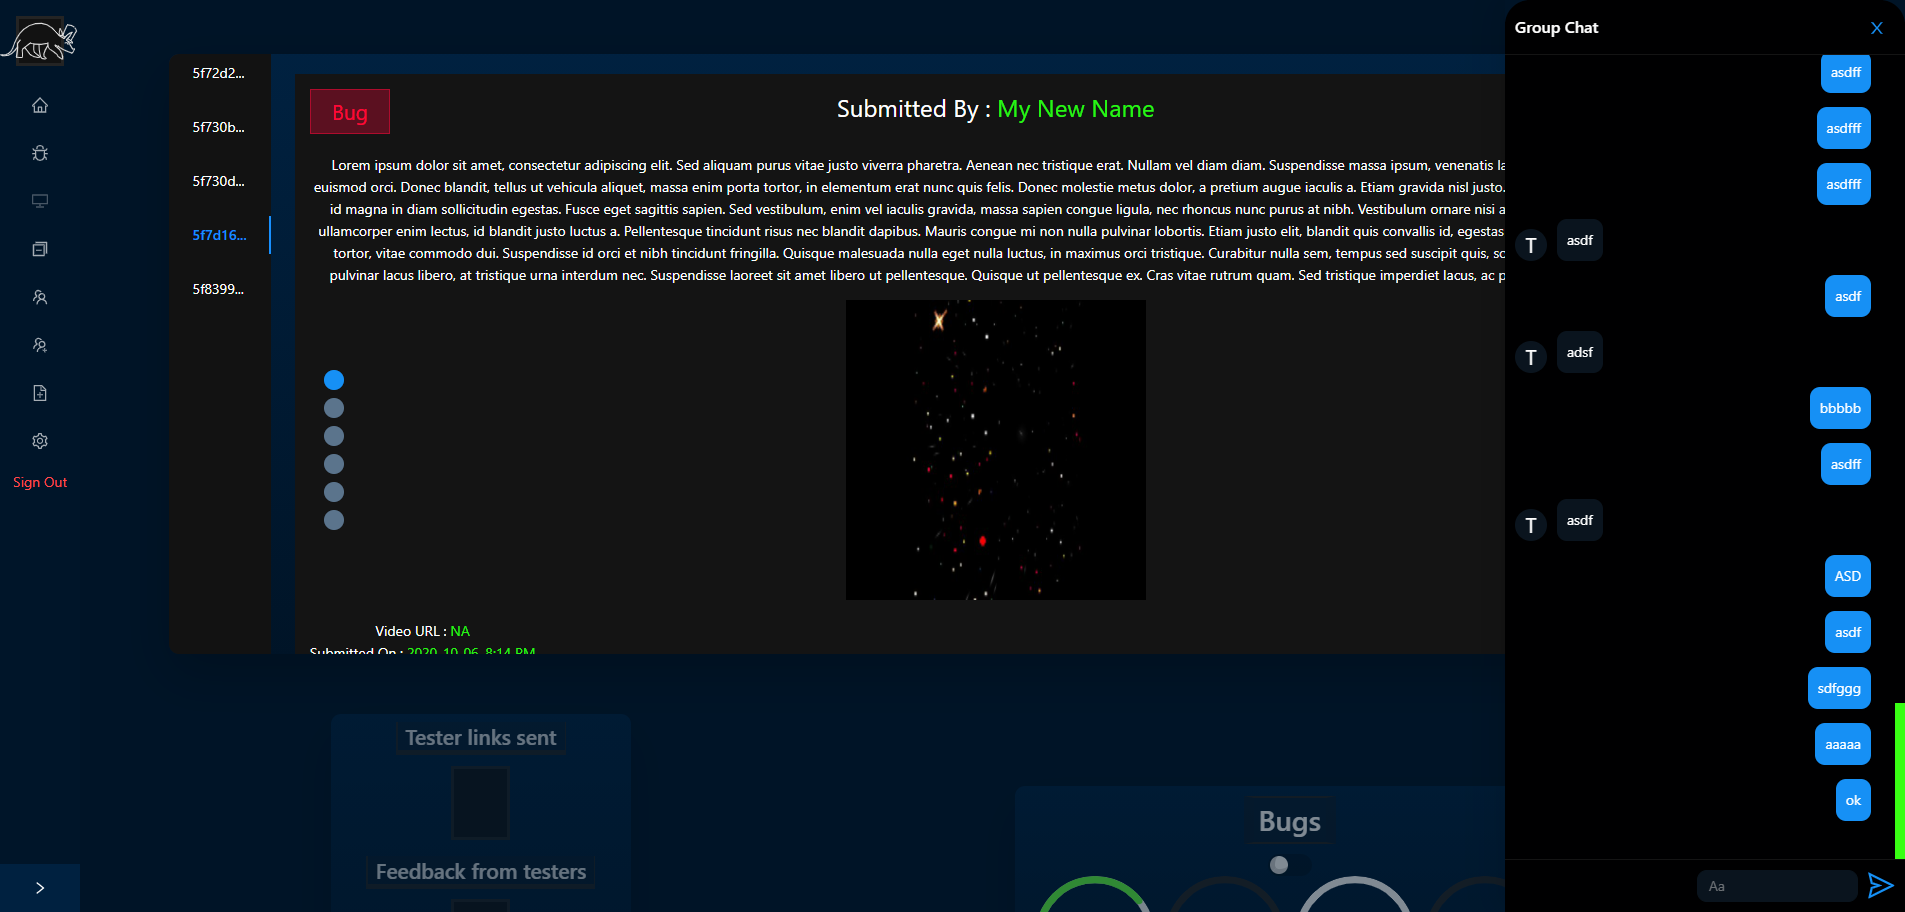 Sign Out
5f72d2...
5f730b...
5f730d...
5f7d16...
5f8399...
Bug
Submitted By : My New Name
Lorem ipsum dolor sit amet, consectetur adipiscing elit. Sed aliquam purus vitae justo viverra pharetra. Aenean nec tristique erat. Nullam vel diam diam. Suspendisse massa ipsum, venenatis la
euismod orci. Donec blandit, tellus ut vehicula aliquet, massa enim porta tortor, in elementum erat nunc quis felis. Donec molestie metus dolor, a pretium augue iaculis a. Etiam gravida nisl justo.
id magna in diam sollicitudin egestas. Fusce eget sagittis sapien. Sed vestibulum, enim vel iaculis gravida, massa sapien congue ligula, nec rhoncus nunc purus at nibh. Vestibulum ornare nisi a
ullamcorper enim lectus, id blandit justo luctus a. Pellentesque tincidunt risus nec blandit dapibus. Mauris congue mi non nulla pulvinar lobortis. Etiam justo elit, blandit quis convallis id, egestas
tortor, vitae commodo dui. Suspendisse id orci et nibh tincidunt fringilla. Quisque malesuada nulla eget nulla luctus, in maximus orci tristique. Curabitur nulla sem, tempus sed suscipit quis, sc
pulvinar lacus libero, at tristique urna interdum nec. Suspendisse laoreet sit amet libero ut pellentesque. Quisque ut pellentesque ex. Cras vitae rutrum quam. Sed tristique imperdiet lacus, ac p
Video URL : NA
Submitted On : 2020-10-06, 8:14 PM
Tester links sent
Feedback from testers
Bugs
Group Chat
X
asdff
asdfff
asdfff
T asdf
asdf
T adsf
bbbbb
asdff
T asdf
ASD
asdf
sdfggg
aaaaa
ok
Aa